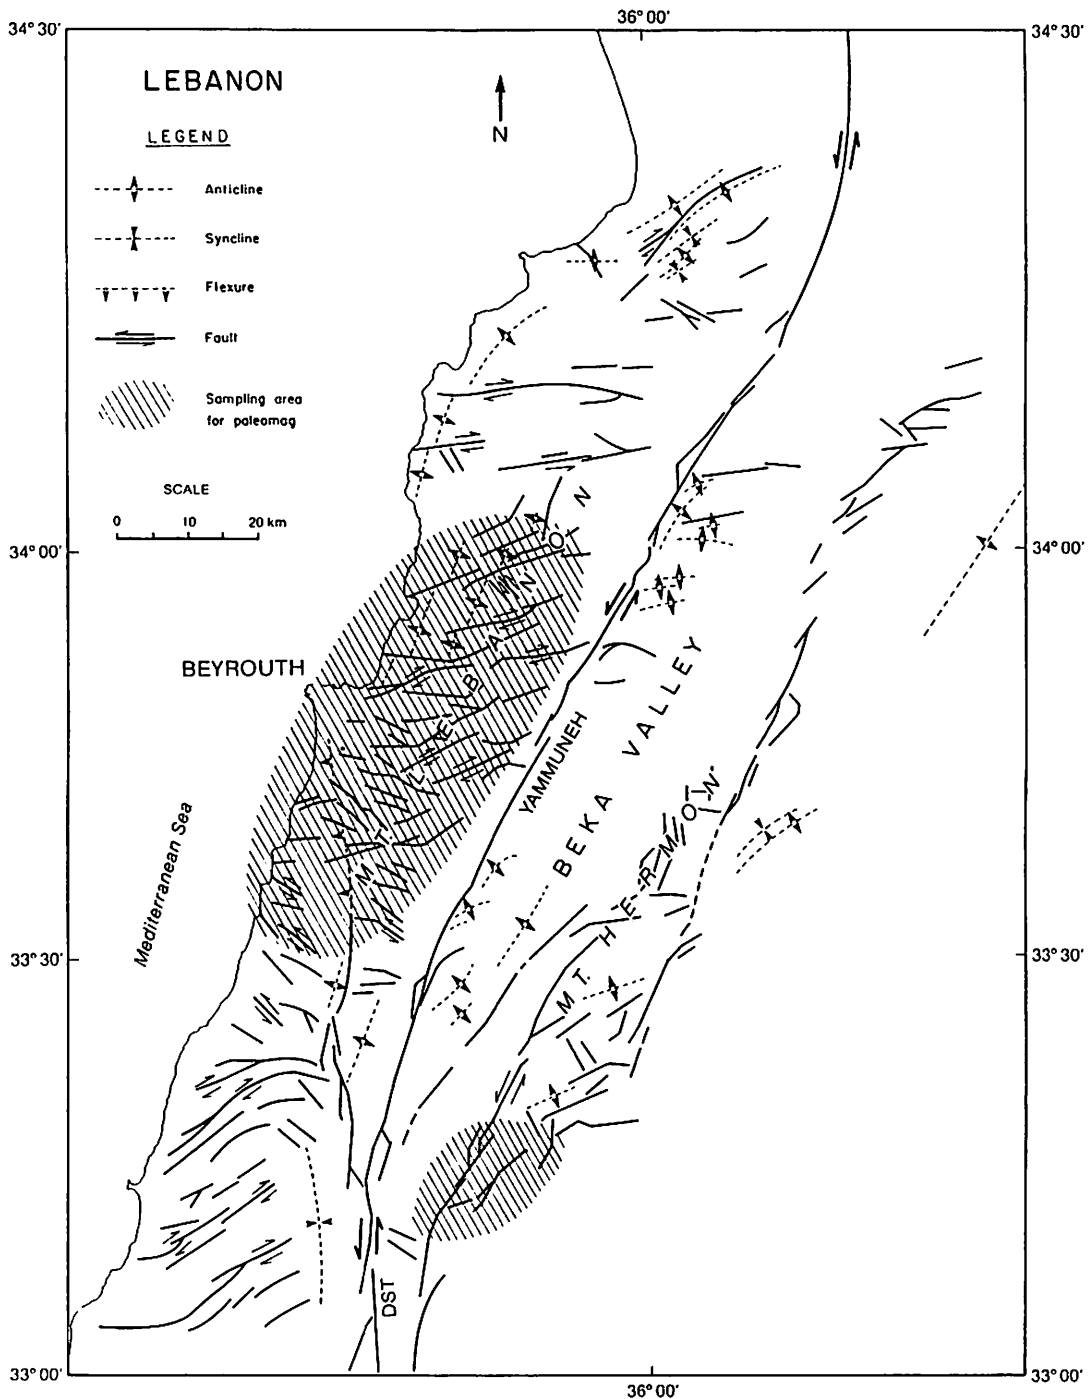 36° 00'
34° 30'
34° 30'
LEBANON
N
LEGEND
Anticline
Syncline
Flexure
Fault
Sampling area
for paleomag
SCALE
0 10 20 km
34° 00'
34° 00'
BEYROUTH
MT. LEBANON
YAMMUNEH
BEKA VALLEY
MT. HERMON
Mediterranean Sea
33° 30'
33° 30'
DST
33° 00'
33° 00'
36° 00'